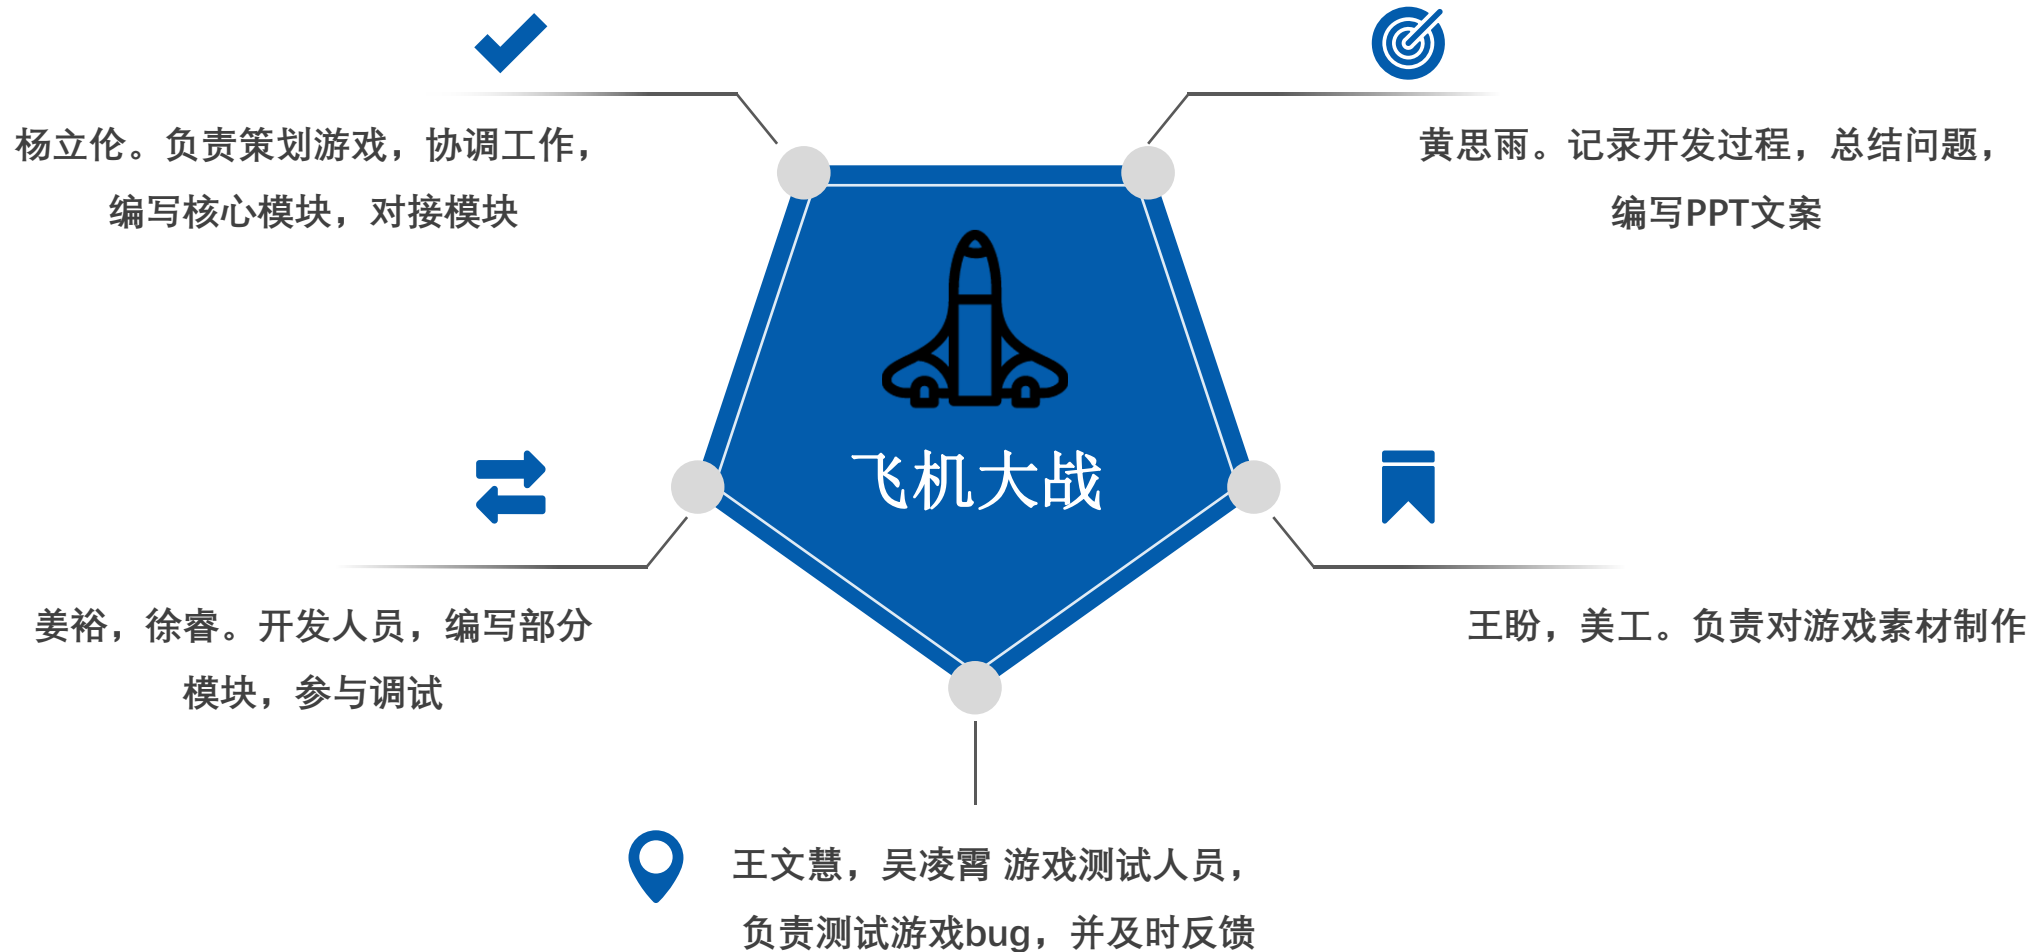 杨立伦。负责策划游戏，协调工作，
编写核心模块，对接模块
黄思雨。记录开发过程，总结问题，
编写PPT文案
飞机大战
姜裕，徐睿。开发人员，编写部分
模块，参与调试
王盼，美工。负责对游戏素材制作
王文慧，吴凌霄 游戏测试人员，
负责测试游戏bug，并及时反馈